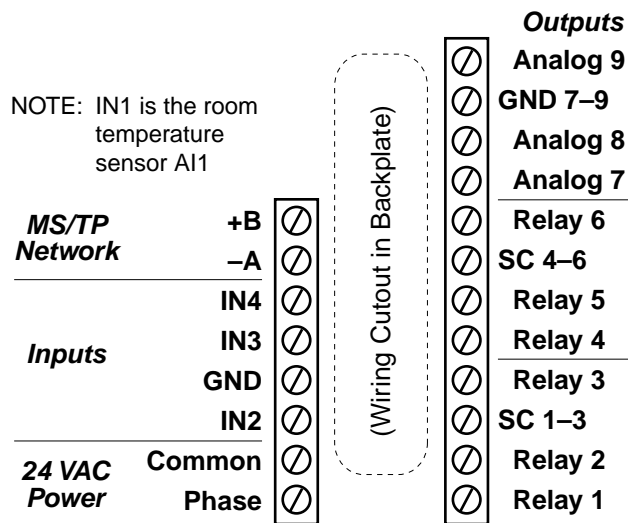 Outputs
Analog 9
GND 7–9
Analog 8
Analog 7
Relay 6
SC 4–6
Relay 5
Relay 4
Relay 3
SC 1–3
Relay 2
Relay 1
(Wiring Cutout in Backplate)
NOTE: IN1 is the room
temperature
sensor AI1
MS/TP
Network
+B
–A
Inputs
IN4
IN3
GND
IN2
24 VAC
Power
Common
Phase